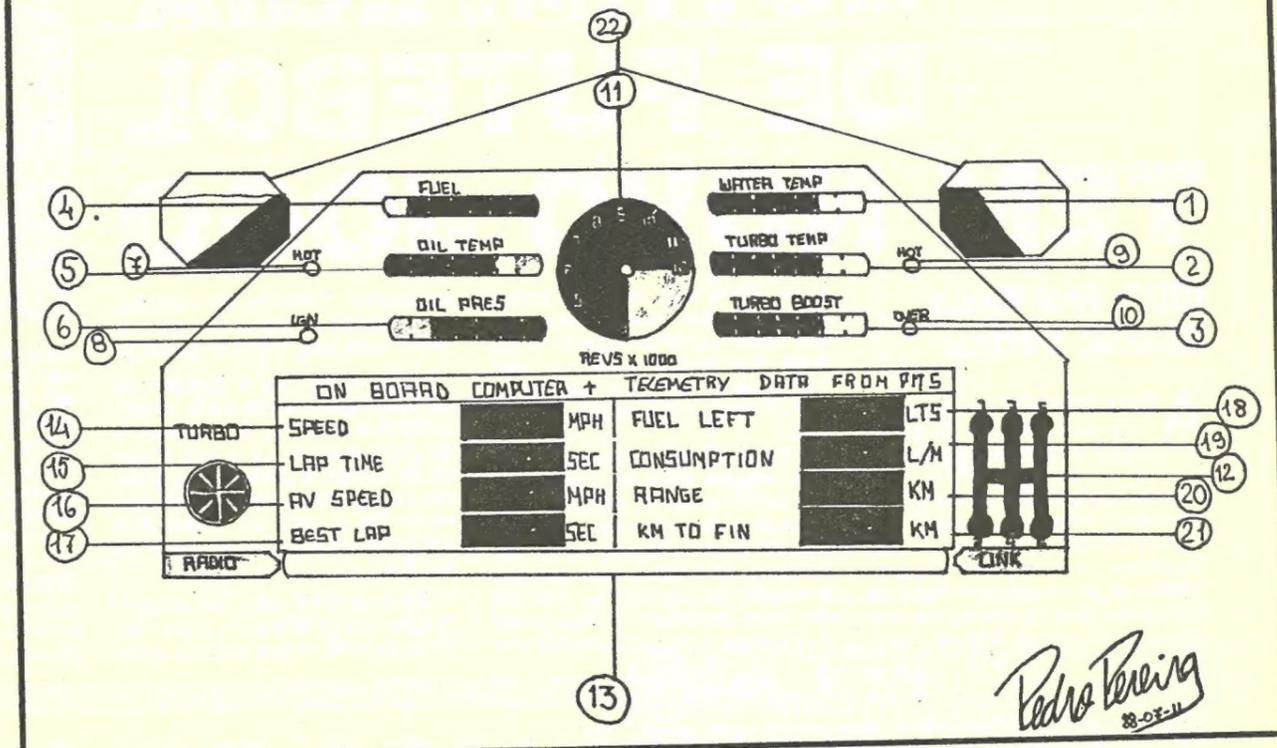 22
11
FUEL
WATER TEMP
4
1
OIL TEMP
TURBO TEMP
5
7
HOT
HOT
9
2
OIL PRES
TURBO BOOST
6
8
IGN
OVER
10
3
REVS X 1000
ON BOARD COMPUTER + TELEMETRY DATA FROM PITS
14
TURBO
SPEED
MPH
FUEL LEFT
LTS
18
15
LAP TIME
SEC
CONSUMPTION
L/M
19
12
16
AV SPEED
MPH
RANGE
KM
20
17
BEST LAP
SEC
KM TO FIN
KM
21
RADIO
LINK
13
Pedro Pereira